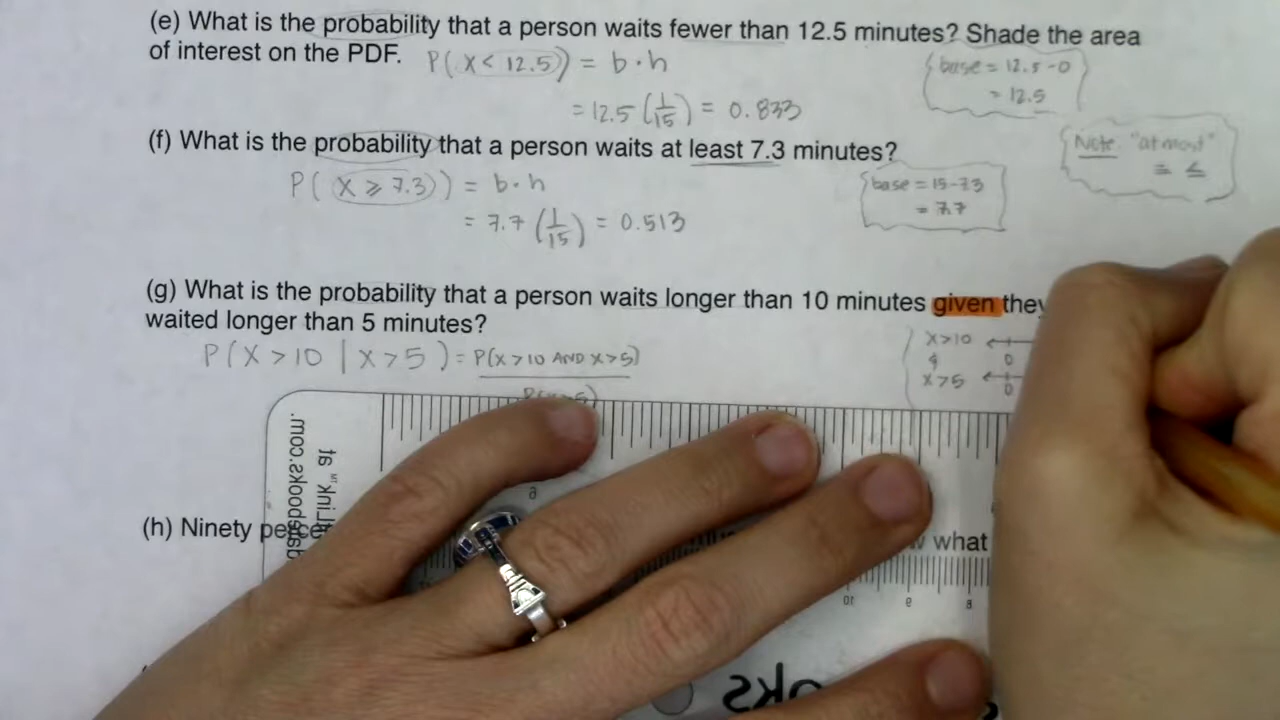 (e) What is the probability that a person waits fewer than 12.5 minutes? Shade the area
of interest on the PDF. P(X < 12.5) = b·h
base = 12.5-0
= 12.5
= 12.5 (1/15) = 0.833
(f) What is the probability that a person waits at least 7.3 minutes?
Note: "at most"
= ≤
P(X ≥ 7.3) = b·h
base = 15-7.3
= 7.7
= 7.7 (1/15) = 0.513
(g) What is the probability that a person waits longer than 10 minutes given they
waited longer than 5 minutes?
P(X > 10 | X > 5) = P(X > 10 AND X > 5)
X > 10
0
&
X > 5
0
(h) Ninety
what